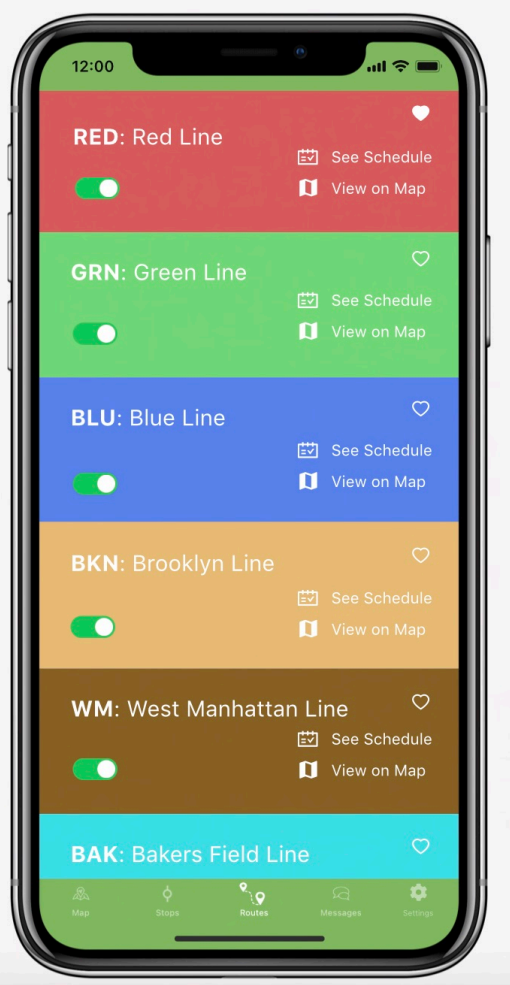 12:00
RED: Red Line
See Schedule
View on Map
GRN: Green Line
See Schedule
View on Map
BLU: Blue Line
See Schedule
View on Map
BKN: Brooklyn Line
See Schedule
View on Map
WM: West Manhattan Line
See Schedule
View on Map
BAK: Bakers Field Line
Map Stops Routes Messages Settings